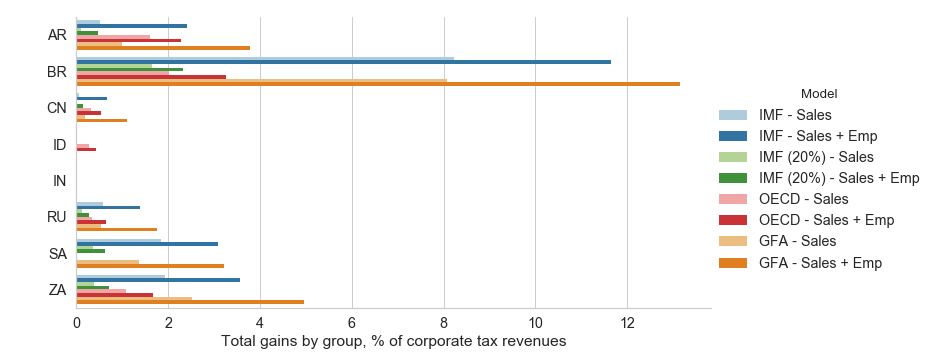 AR
BR
CN
ID
IN
RU
SA
ZA
0 2 4 6 8 10 12
Total gains by group, % of corporate tax revenues
Model
IMF - Sales
IMF - Sales + Emp
IMF (20%) - Sales
IMF (20%) - Sales + Emp
OECD - Sales
OECD - Sales + Emp
GFA - Sales
GFA - Sales + Emp